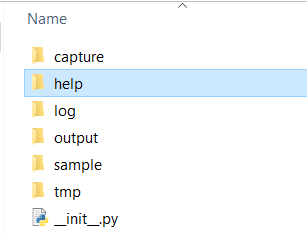 Name
capture
help
log
output
sample
tmp
__init__.py